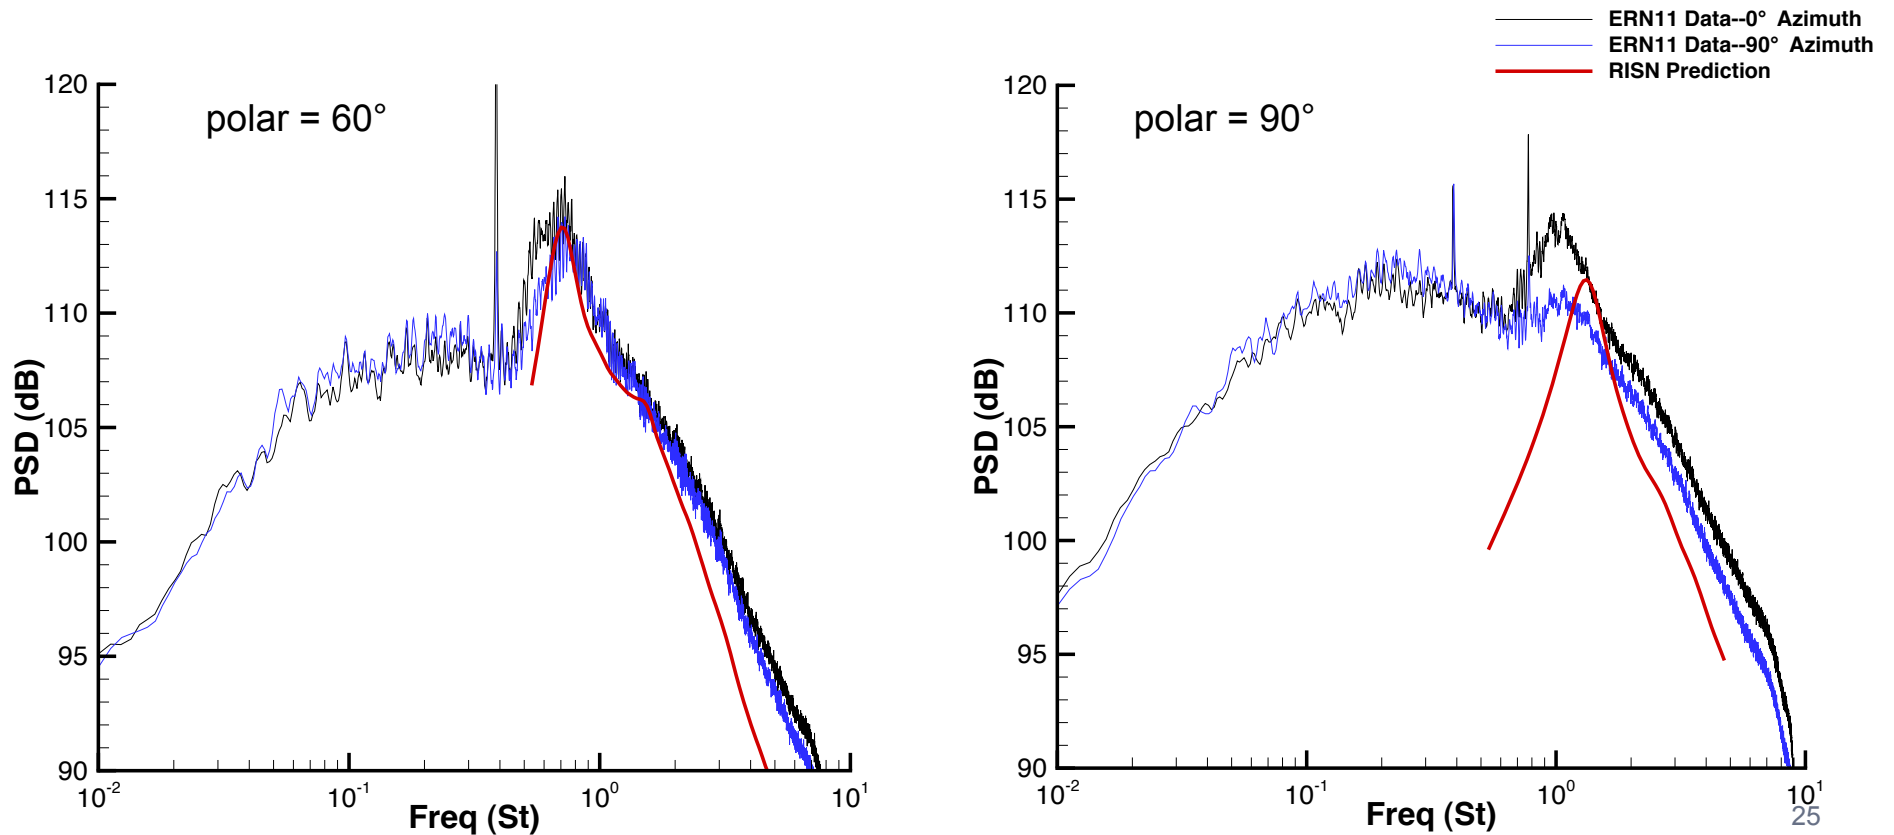 ERN11 Data--0° Azimuth
ERN11 Data--90° Azimuth
RISN Prediction
polar = 60°
120
115
110
105
100
95
90
PSD (dB)
10-2
10-1
100
101
Freq (St)
polar = 90°
120
115
110
105
100
95
90
PSD (dB)
10-2
10-1
100
101
Freq (St)
25